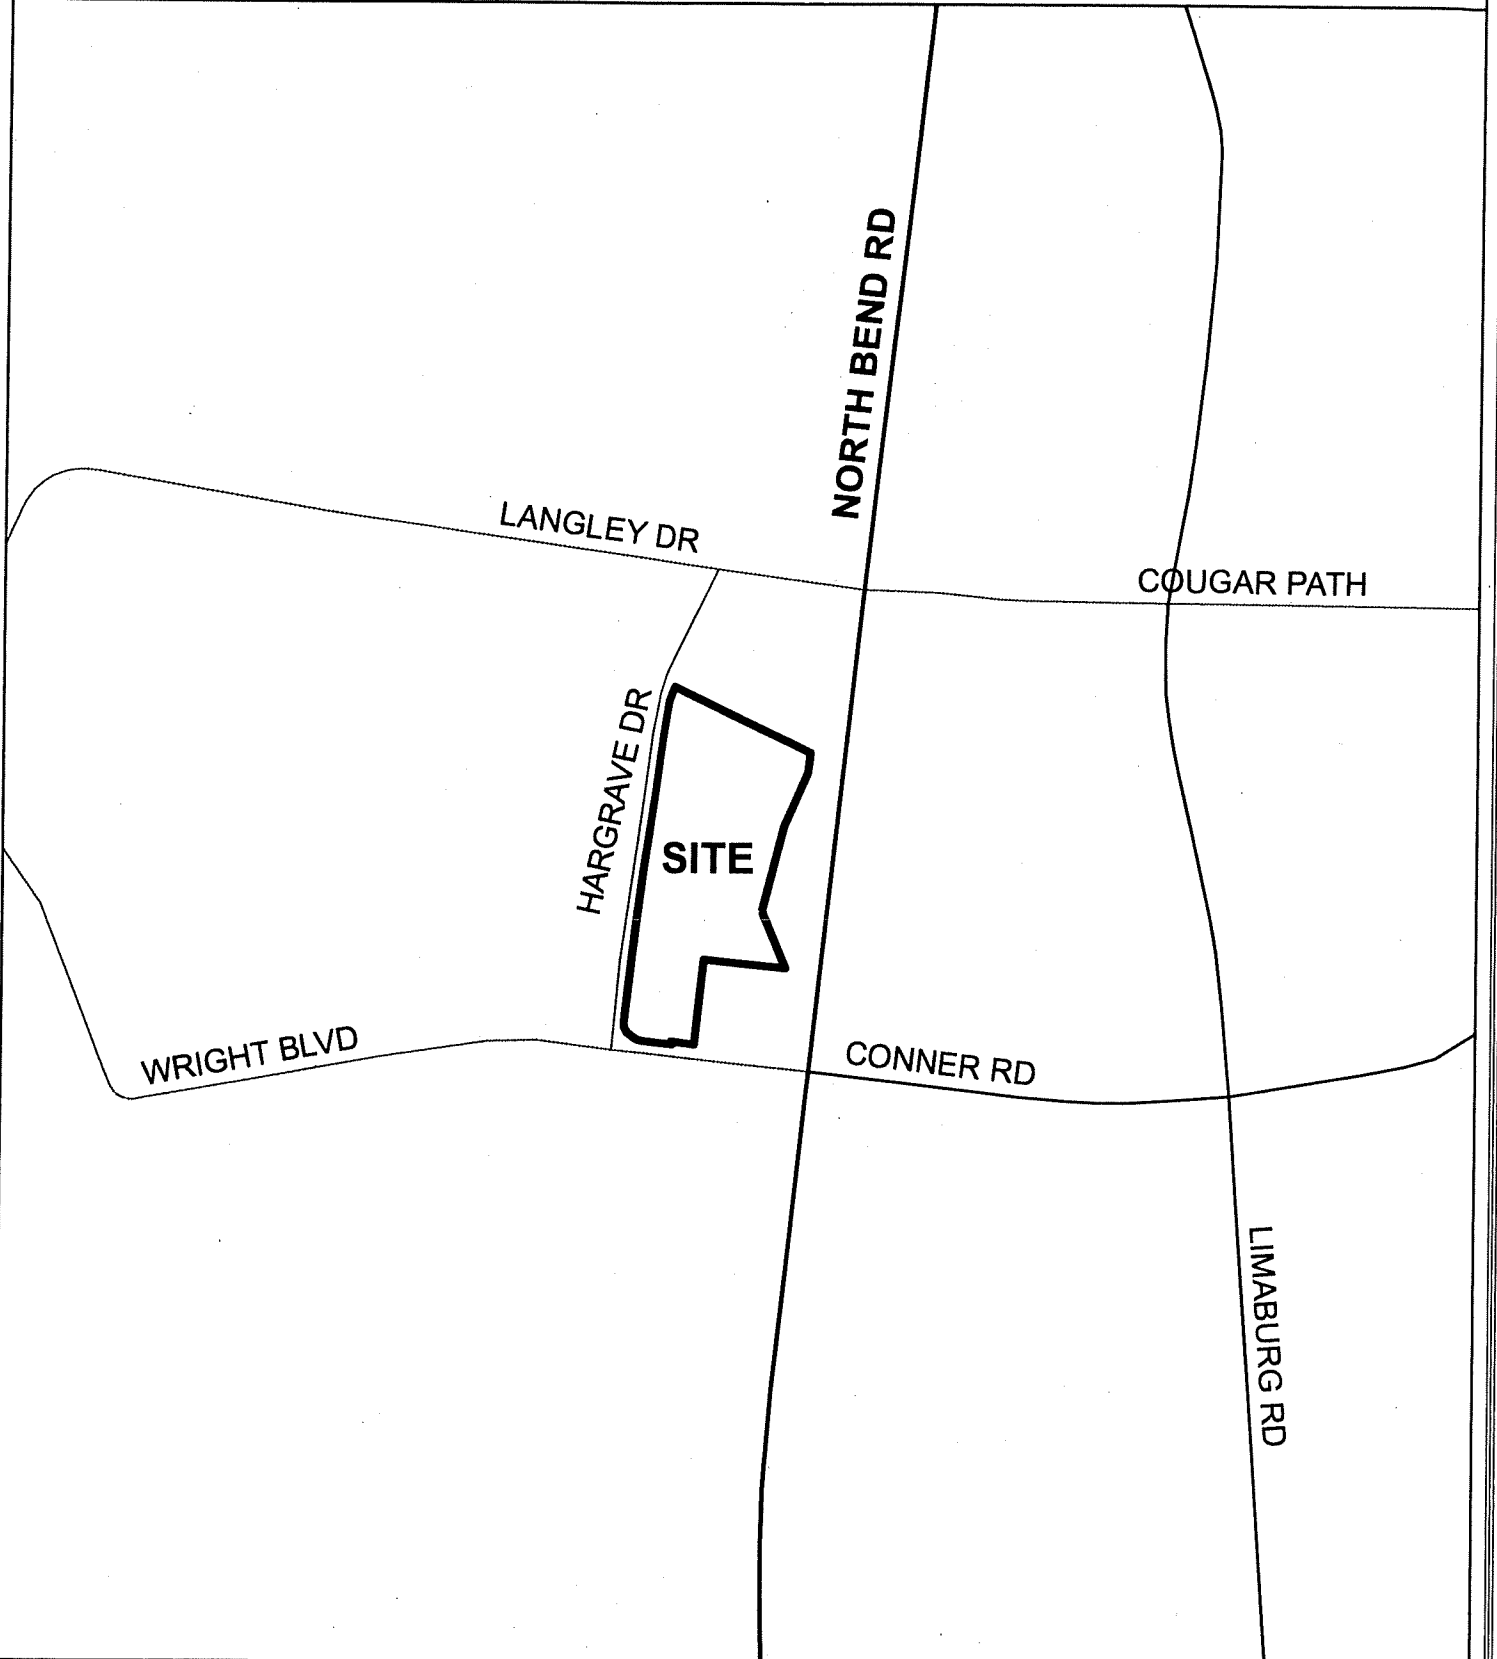 NORTH BEND RD
LANGLEY DR
COUGAR PATH
HARGRAVE DR
SITE
WRIGHT BLVD
CONNER RD
LIMABURG RD